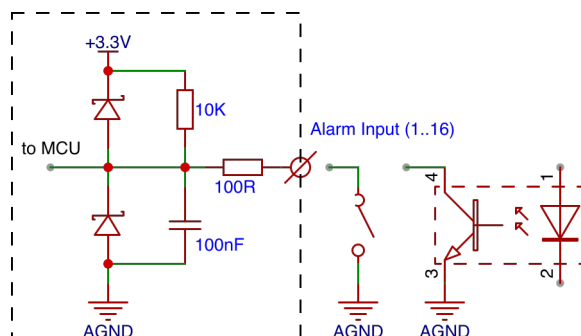 +3.3V
10K
Alarm Input (1..16)
to MCU
100R
100nF
4
3
1
2
AGND
AGND
AGND